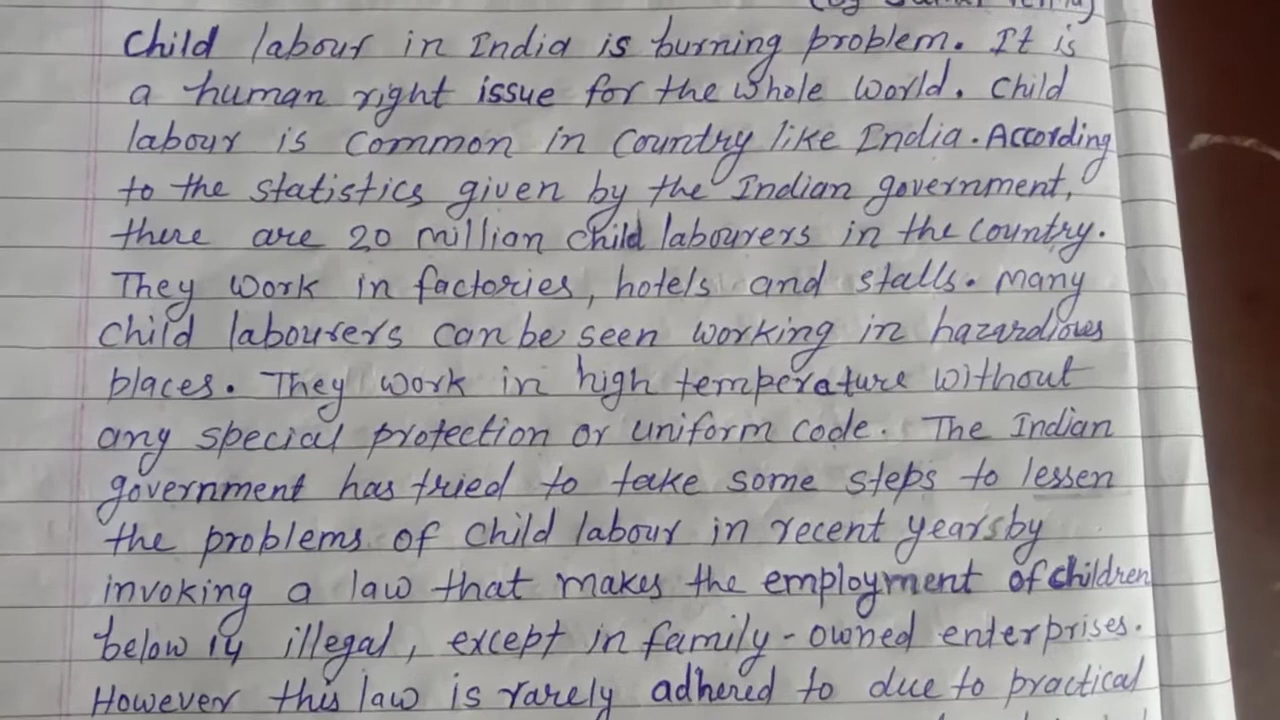 Child labour in India is burning problem. It is
a human right issue for the whole world. Child
labour is common in country like India. According
to the statistics given by the Indian government,
there are 20 million child labourers in the country.
They work in factories, hotels and stalls. Many
child labourers can be seen working in hazardious
places. They work in high temperature without
any special protection or uniform code. The Indian
government has tried to take some steps to lessen
the problems of child labour in recent years by
invoking a law that makes the employment of children
below 14 illegal, except in family-owned enterprises.
However this law is rarely adhered to due to practical